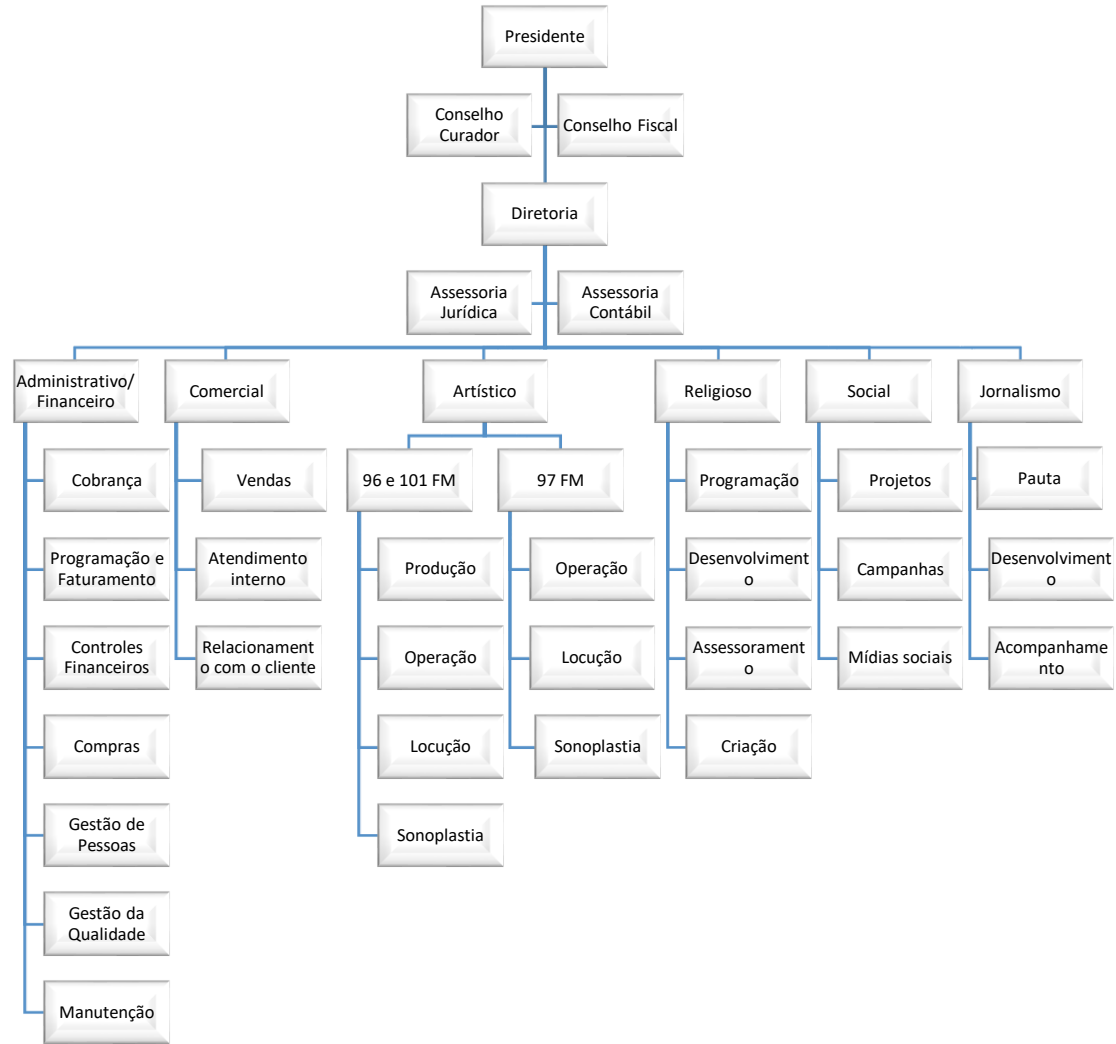 Presidente
Conselho
Curador
Conselho Fiscal
Diretoria
Assessoria
Jurídica
Assessoria
Contábil
Administrativo/
Financeiro
Cobrança
Programação e
Faturamento
Controles
Financeiros
Compras
Gestão de
Pessoas
Gestão da
Qualidade
Manutenção
Comercial
Vendas
Atendimento
interno
Relacionament
o com o cliente
Artístico
96 e 101 FM
Produção
Operação
Locução
Sonoplastia
97 FM
Operação
Locução
Sonoplastia
Religioso
Programação
Desenvolviment
o
Assessorament
o
Criação
Social
Projetos
Campanhas
Mídias sociais
Jornalismo
Pauta
Desenvolviment
o
Acompanhame
nto